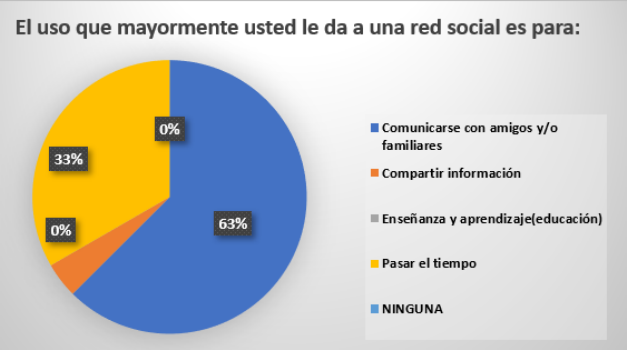 El uso que mayormente usted le da a una red social es para:
0%
33%
0%
63%
Comunicarse con amigos y/o
familiares
Compartir información
Enseñanza y aprendizaje(educación)
Pasar el tiempo
NINGUNA